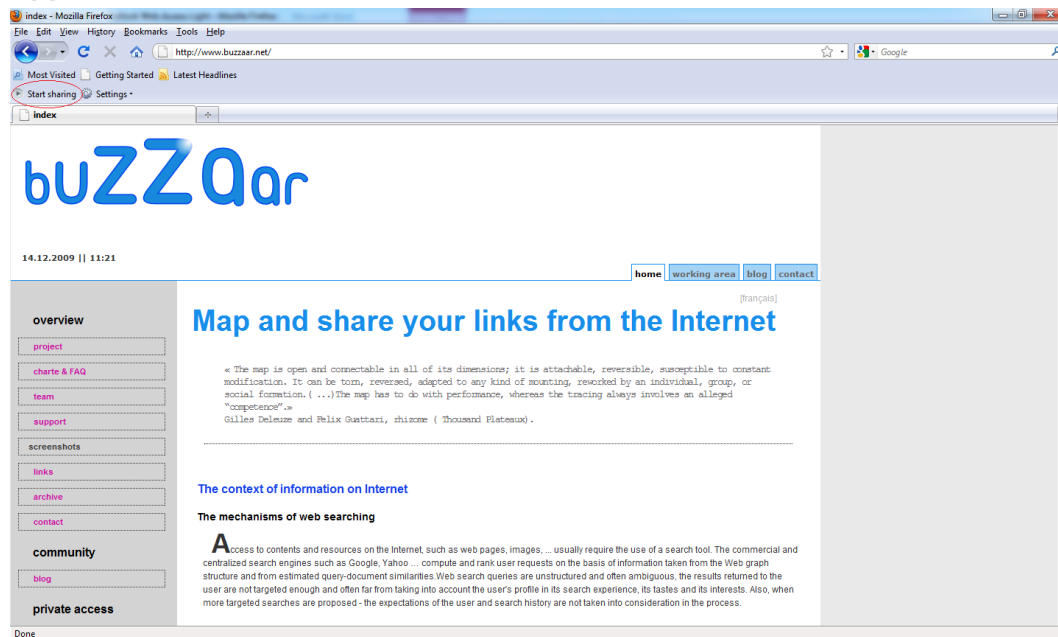 index - Mozilla Firefox
File Edit View History Bookmarks Tools Help
http://www.buzzaar.net/
Google
Most Visited Getting Started Latest Headlines
Start sharing Settings
index
buZZaar
14.12.2009 || 11:21
home working area blog contact
[français]
overview
project
charte & FAQ
team
support
screenshots
links
archive
contact
community
blog
private access
Map and share your links from the Internet
« The map is open and connectable in all of its dimensions; it is attachable, reversible, susceptible to constant
modification. It can be torn, reversed, adapted to any kind of mounting, reworked by an individual, group, or
social formation. ( ...)The map has to do with performance, whereas the tracing always involves an alleged
"competence".»
Gilles Deleuze and Felix Guattari, rhizome ( Thousand Plateaux).
The context of information on Internet
The mechanisms of web searching
Access to contents and resources on the Internet, such as web pages, images, ... usually require the use of a search tool. The commercial and
centralized search engines such as Google, Yahoo ... compute and rank user requests on the basis of information taken from the Web graph
structure and from estimated query-document similarities.Web search queries are unstructured and often ambiguous, the results returned to the
user are not targeted enough and often far from taking into account the user's profile in its search experience, its tastes and its interests. Also, when
more targeted searches are proposed - the expectations of the user and search history are not taken into consideration in the process.
Done